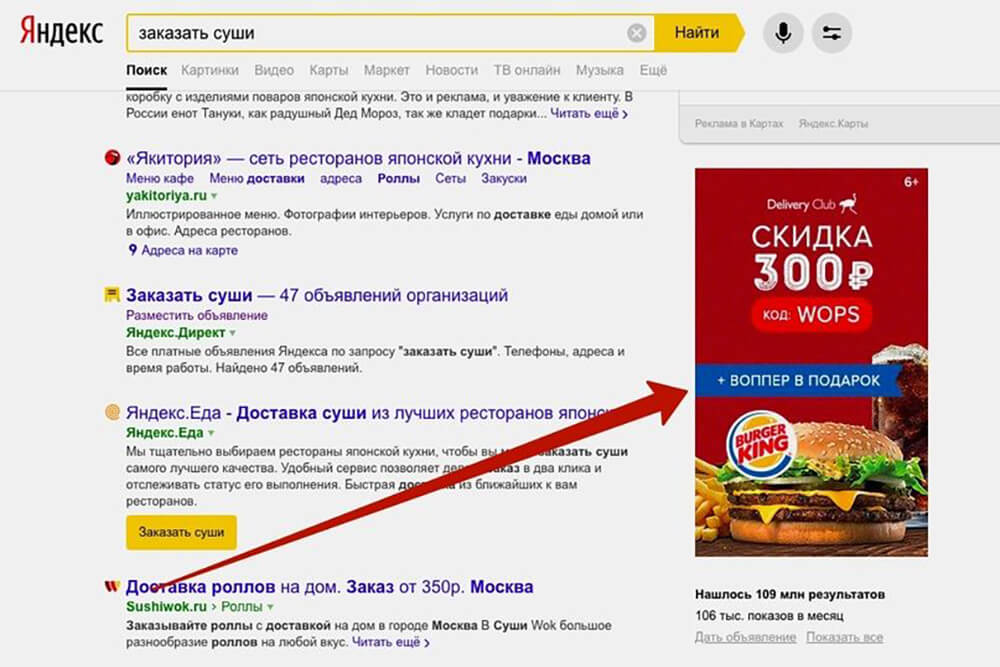 Яндекс
заказать суши
Найти
Поиск Картинки Видео Карты Маркет Новости ТВ онлайн Музыка Ещё
коробку с изделиями поваров японской кухни. Это и реклама, и уважение к клиенту. В
России енот Тануки, как радушный Дед Мороз, так же кладет подарки... Читать ещё ›
«Якитория» — сеть ресторанов японской кухни - Москва
Меню кафе Меню доставки адреса Роллы Сеты Закуски
yakitoriya.ru
Иллюстрированное меню. Фотографии интерьеров. Услуги по доставке еды домой или
в офис. Адреса ресторанов.
Адреса на карте
Заказать суши — 47 объявлений организаций
Разместить объявление
Яндекс.Директ
Все платные объявления Яндекса по запросу "заказать суши". Телефоны, адреса и
время работы. Найдено 47 объявлений.
Яндекс.Еда - Доставка суши из лучших ресторанов
Яндекс.Еда
Мы тщательно выбираем рестораны японской кухни, чтобы вы заказать суши
самого лучшего качества. Удобный сервис позволяет заказ в два клика и
отслеживать статус его выполнения. Быстрая доставка из ближайших к вам
ресторанов.
Заказать суши
Доставка роллов на дом. Заказ от 350р. Москва
Sushiwok.ru › Роллы
Заказывайте роллы с доставкой на дом в городе Москва В Суши Wok большое
разнообразие роллов на любой вкус. Читать ещё ›
Реклама в Картах Яндекс.Карты
6+
Delivery Club
СКИДКА
300₽
КОД: WOPS
+ ВОППЕР В ПОДАРОК
BURGER
KING
Нашлось 109 млн результатов
106 тыс. показов в месяц
Дать объявление Показать все